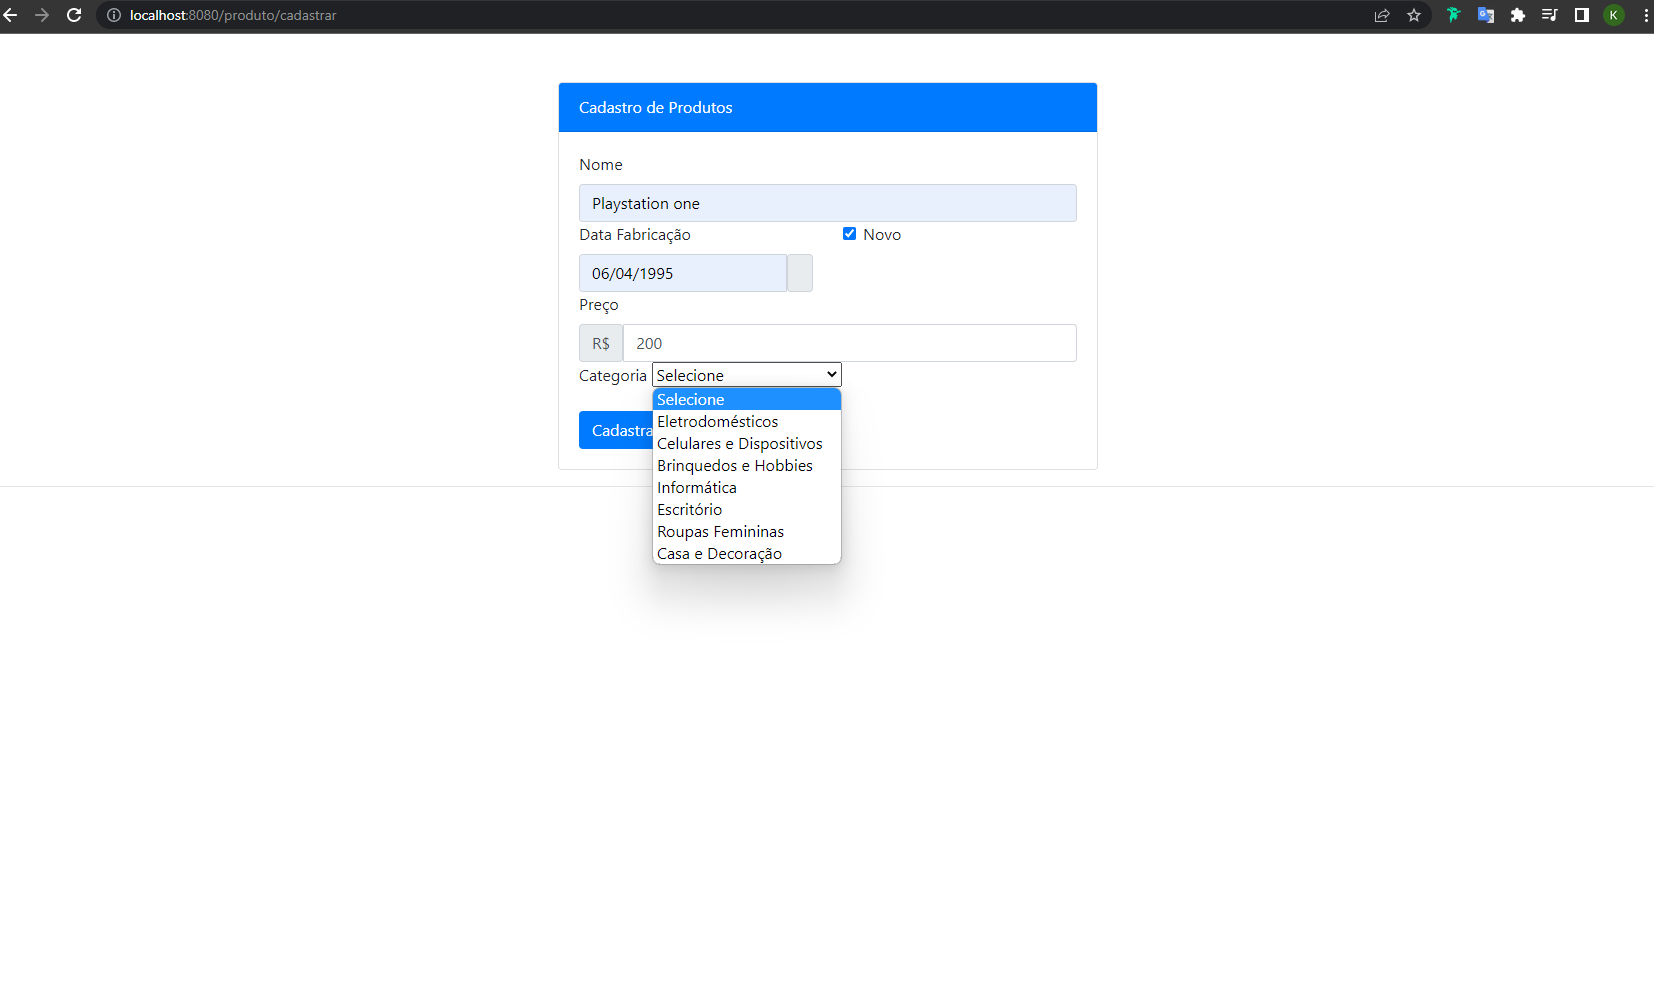 localhost:8080/produto/cadastrar
K
Cadastro de Produtos
Nome
Playstation one
Data Fabricação
Novo
06/04/1995
Preço
R$ 200
Categoria Selecione
Selecione
Eletrodomésticos
Cadastra
Celulares e Dispositivos
Brinquedos e Hobbies
Informática
Escritório
Roupas Femininas
Casa e Decoração